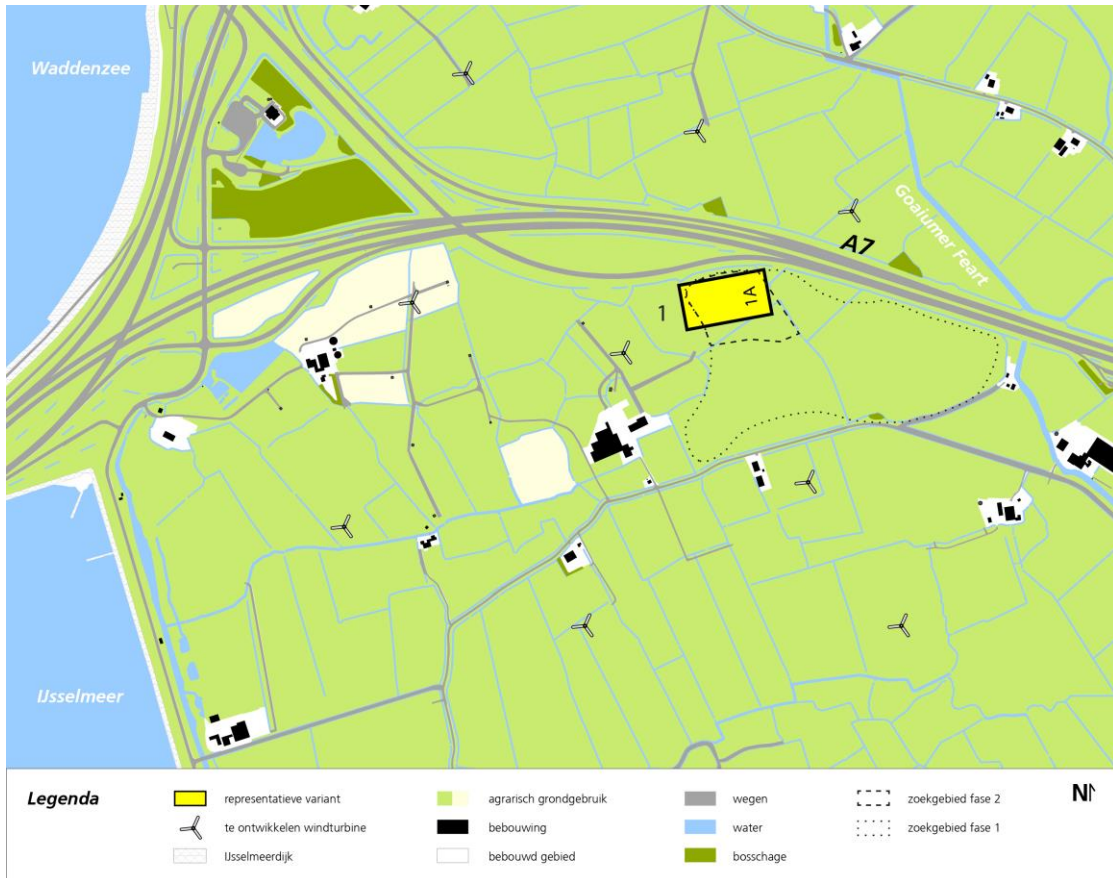 Waddenzee
A7
Goaiumer Feart
1
1A
IJsselmeer
Legenda
representatieve variant
te ontwikkelen windturbine
IJsselmeerdijk
agrarisch grondgebruik
bebouwing
bebouwd gebied
wegen
water
bosschage
zoekgebied fase 2
zoekgebied fase 1
N